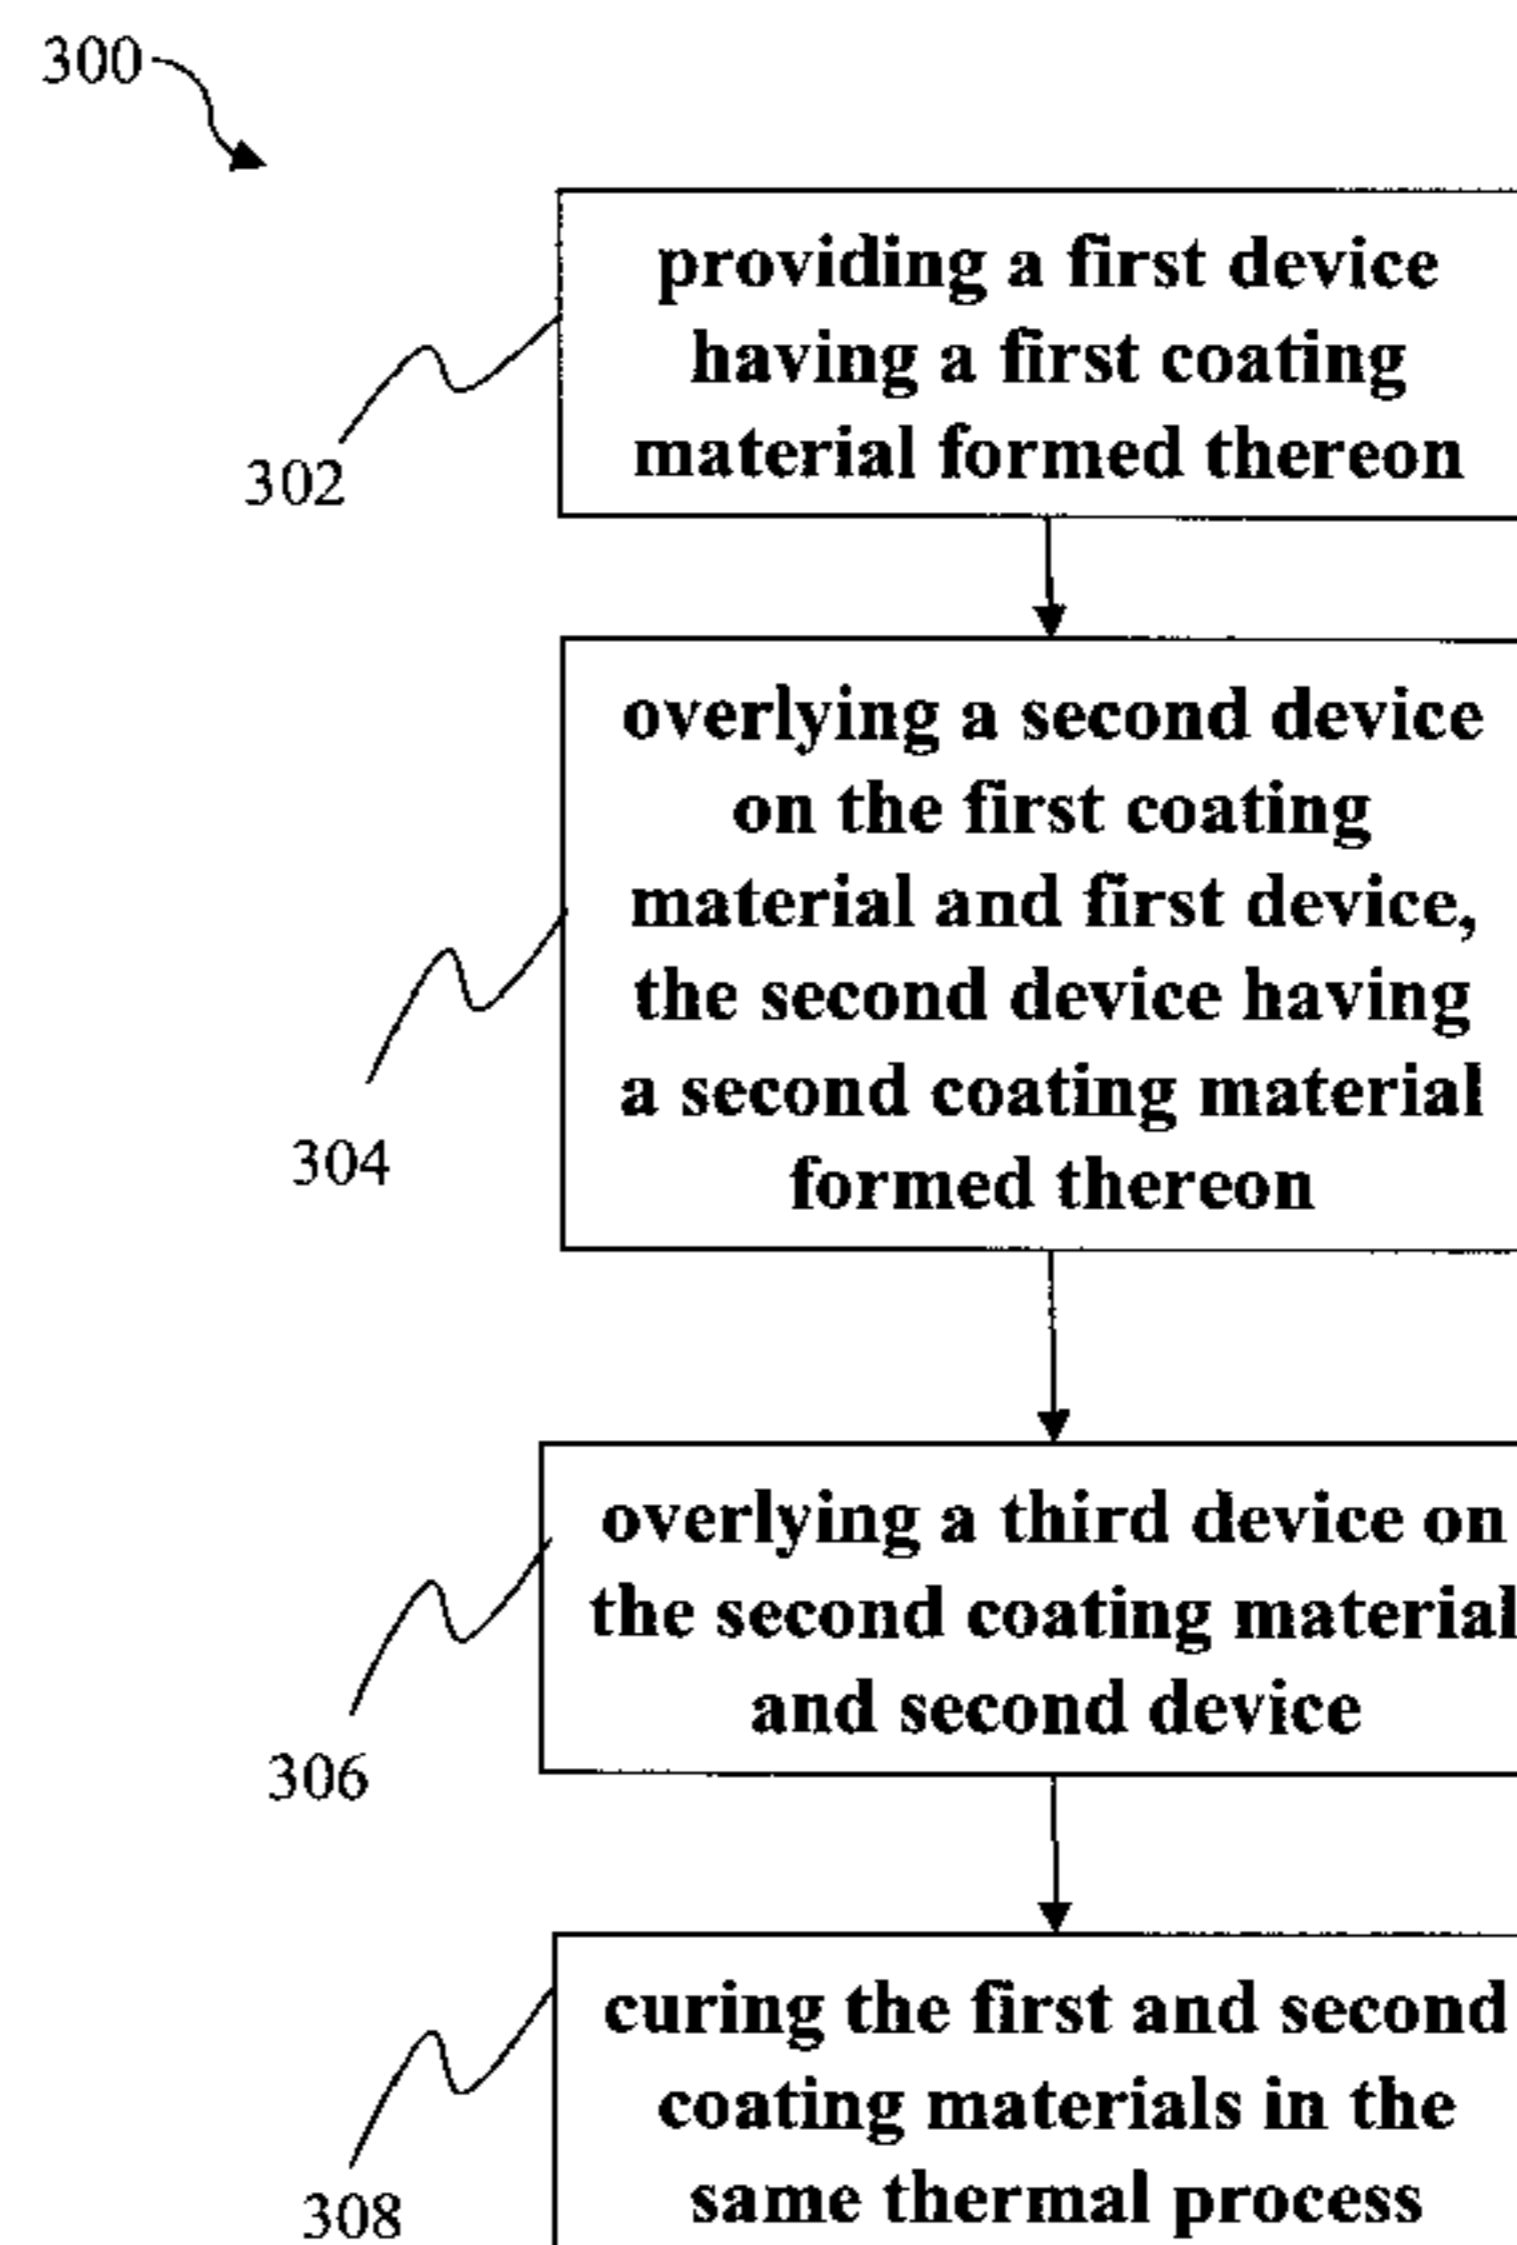 300
providing a first device
having a first coating
material formed thereon
302
overlying a second device
on the first coating
material and first device,
the second device having
a second coating material
formed thereon
304
overlying a third device on
the second coating material
and second device
306
curing the first and second
coating materials in the
same thermal process
308